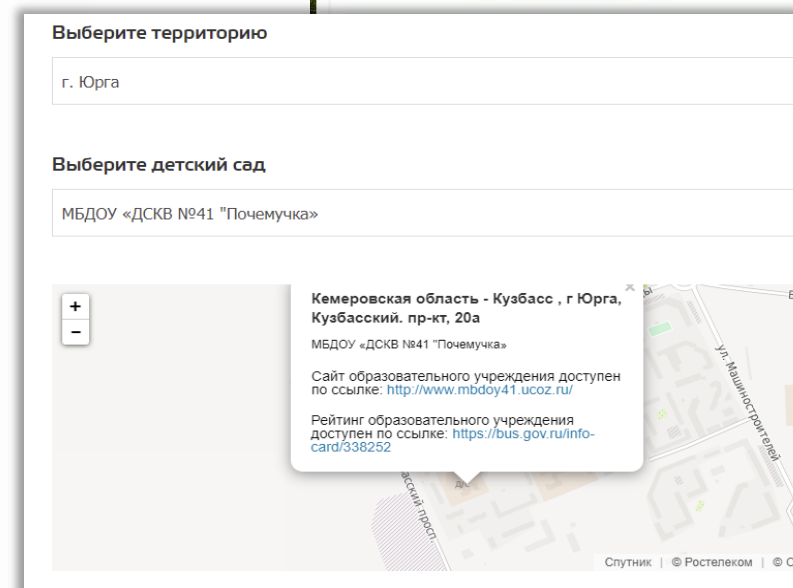 Выберите территорию
г. Юрга
Выберите детский сад
МБДОУ «ДСКВ №41 "Почемучка»
+
−
×
Кемеровская область - Кузбасс , г Юрга,
Кузбасский. пр-кт, 20а
МБДОУ «ДСКВ №41 "Почемучка»
Сайт образовательного учреждения доступен
по ссылке: http://www.mbdoy41.ucoz.ru/
Рейтинг образовательного учреждения
доступен по ссылке: https://bus.gov.ru/info-
card/338252
ул. Машиностроителей
д/с
асский просп.
Спутник | © Ростелеком | ©